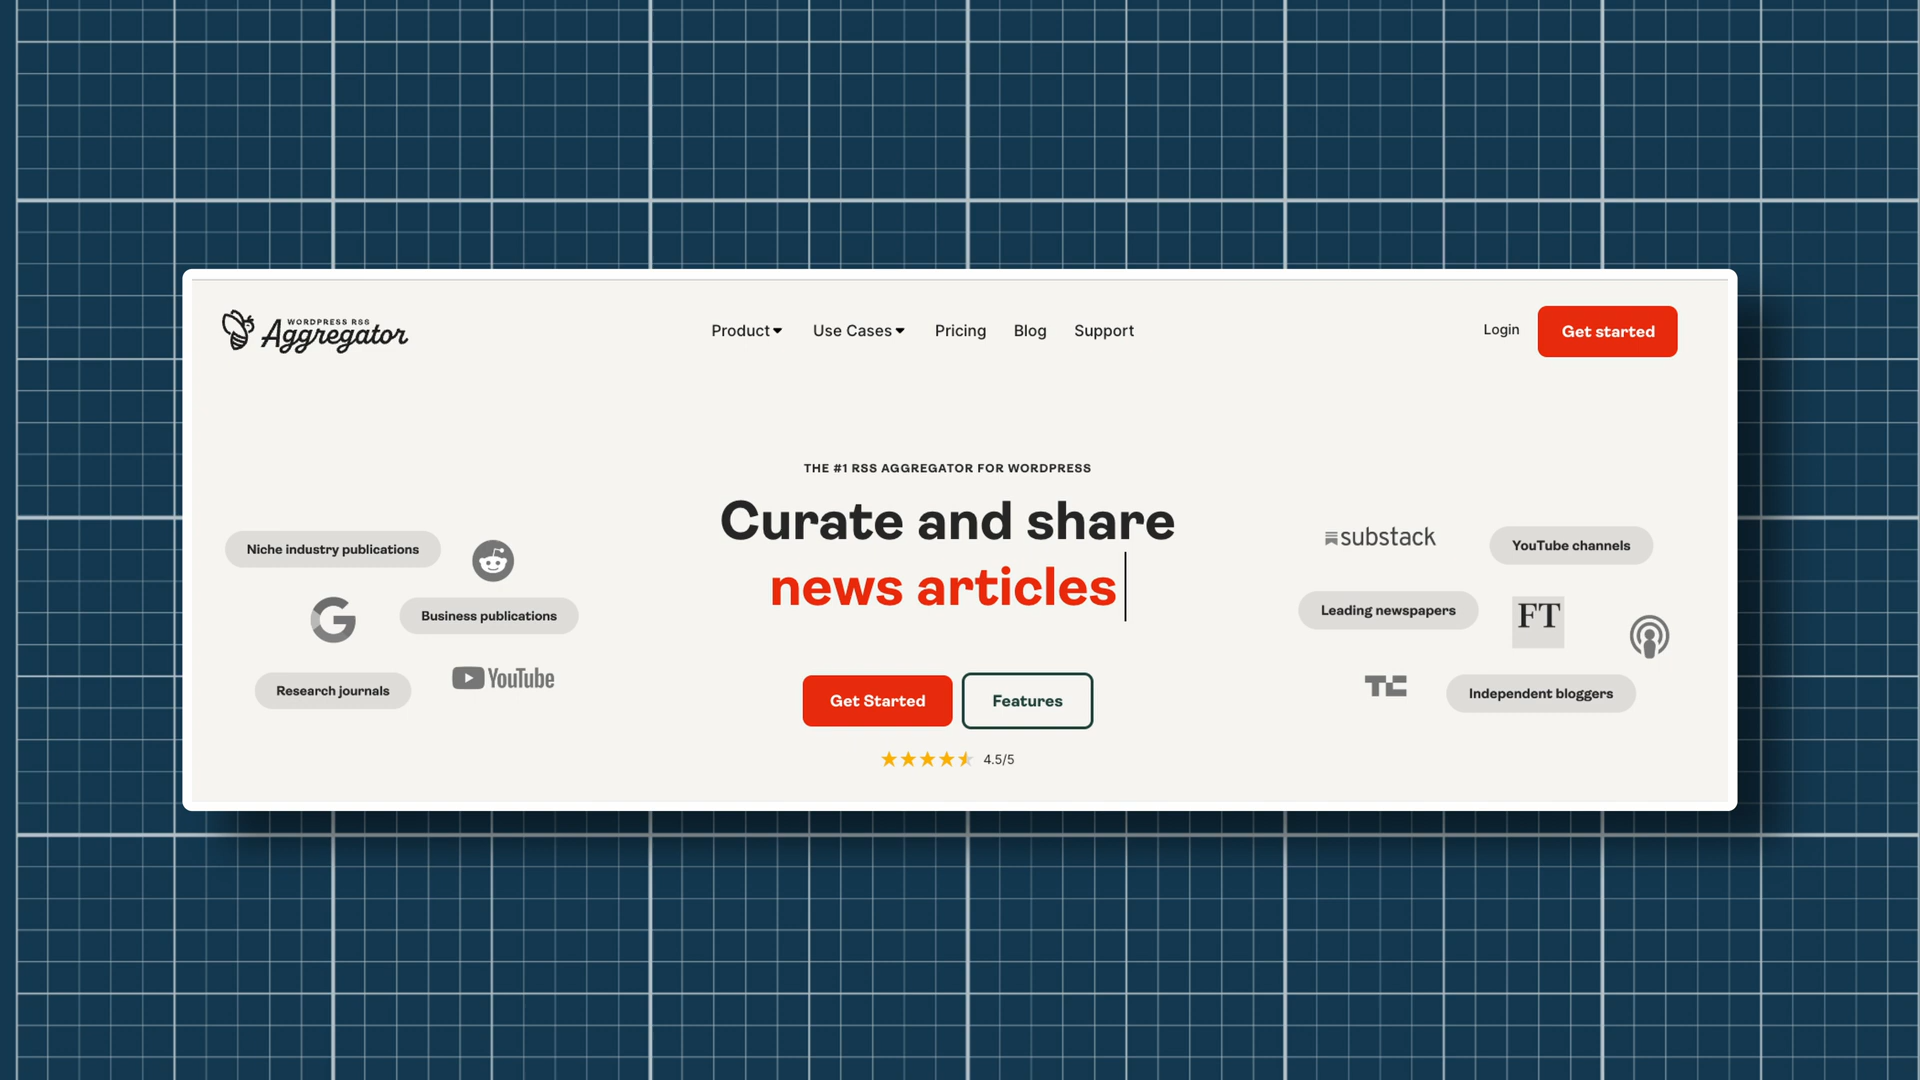 WORDPRESS RSS
Aggregator
Product
Use Cases
Pricing
Blog
Support
Login
Get started
THE #1 RSS AGGREGATOR FOR WORDPRESS
Curate and share
news articles
Niche industry publications
Business publications
Research journals
YouTube
substack
YouTube channels
Leading newspapers
FT
TC
Independent bloggers
Get Started
Features
4.5/5